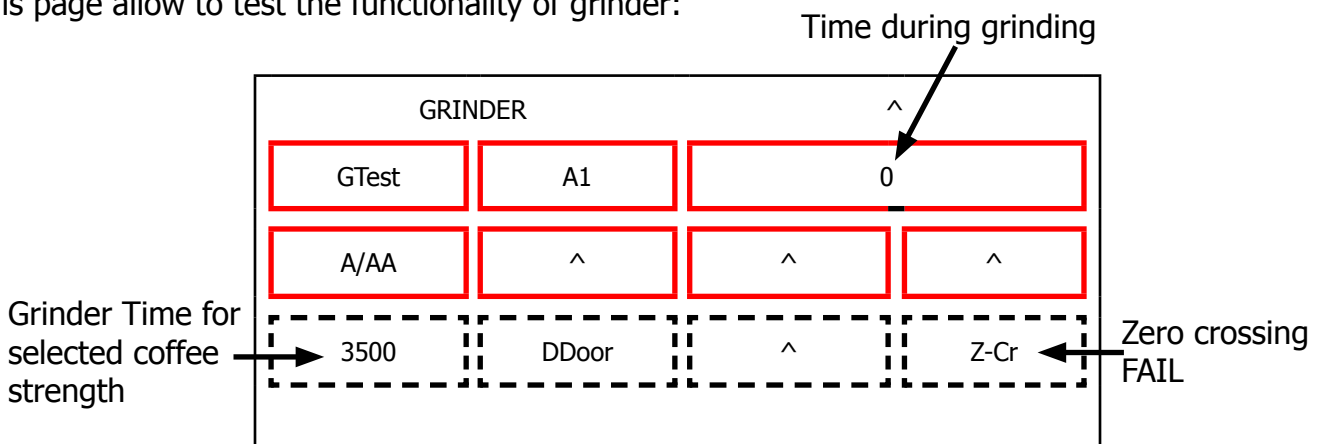 is page allow to test the functionality of grinder:
Time during grinding
GRINDER ^
GTest A1 0
A/AA ^ ^ ^
Grinder Time for
selected coffee
strength
3500 DDoor ^ Z-Cr
Zero crossing
FAIL